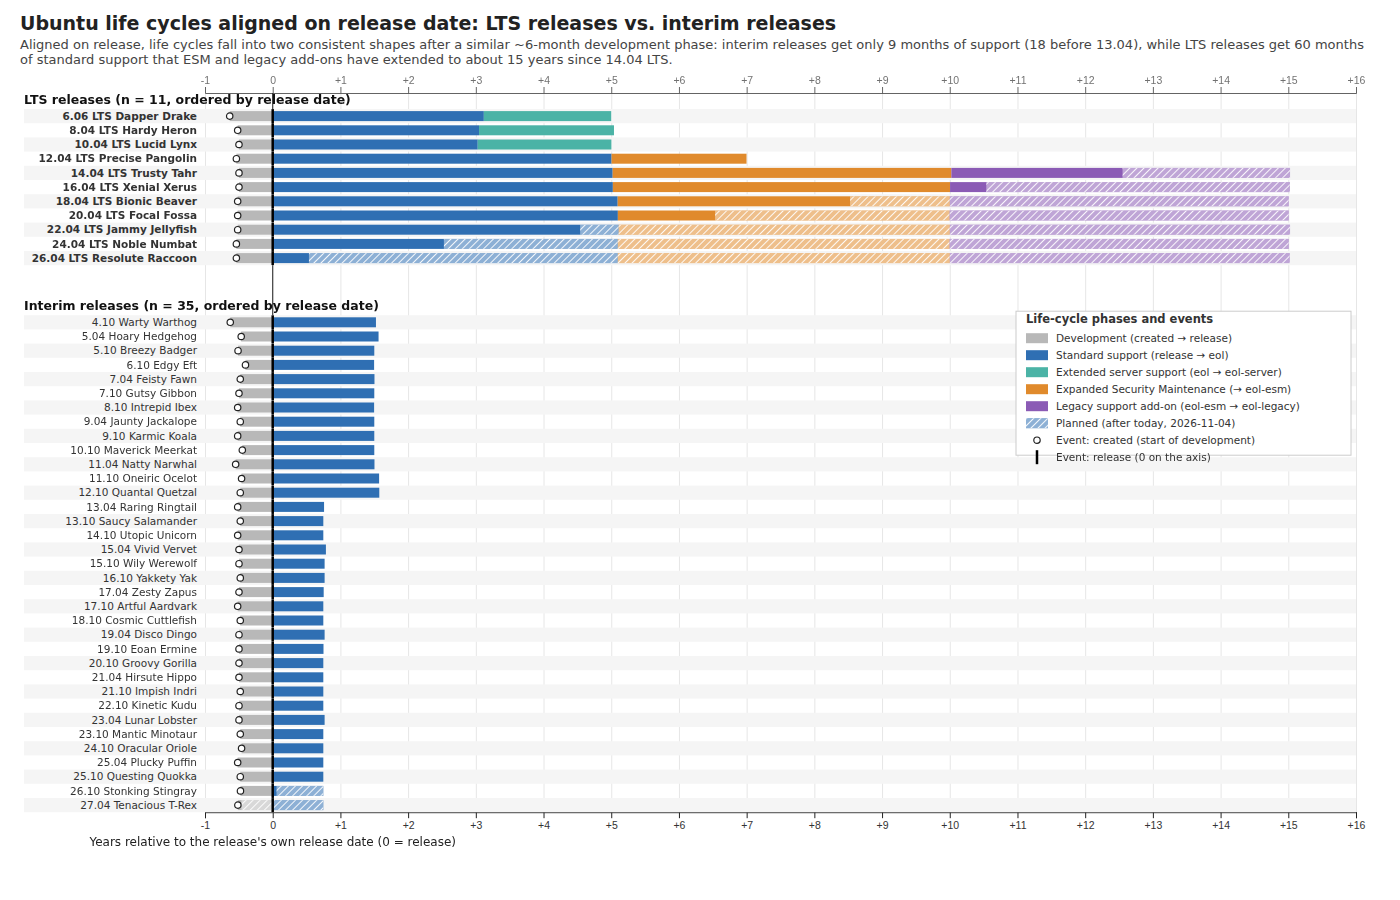 Ubuntu life cycles aligned on release date: LTS releases vs. interim releases
Aligned on release, life cycles fall into two consistent shapes after a similar ~6-month development phase: interim releases get only 9 months of support (18 before 13.04), while LTS releases get 60 months
of standard support that ESM and legacy add-ons have extended to about 15 years since 14.04 LTS.
-1 0 +1 +2 +3 +4 +5 +6 +7 +8 +9 +10 +11 +12 +13 +14 +15 +16
LTS releases (n = 11, ordered by release date)
6.06 LTS Dapper Drake
8.04 LTS Hardy Heron
10.04 LTS Lucid Lynx
12.04 LTS Precise Pangolin
14.04 LTS Trusty Tahr
16.04 LTS Xenial Xerus
18.04 LTS Bionic Beaver
20.04 LTS Focal Fossa
22.04 LTS Jammy Jellyfish
24.04 LTS Noble Numbat
26.04 LTS Resolute Raccoon
Interim releases (n = 35, ordered by release date)
4.10 Warty Warthog
5.04 Hoary Hedgehog
5.10 Breezy Badger
6.10 Edgy Eft
7.04 Feisty Fawn
7.10 Gutsy Gibbon
8.10 Intrepid Ibex
9.04 Jaunty Jackalope
9.10 Karmic Koala
10.10 Maverick Meerkat
11.04 Natty Narwhal
11.10 Oneiric Ocelot
12.10 Quantal Quetzal
13.04 Raring Ringtail
13.10 Saucy Salamander
14.10 Utopic Unicorn
15.04 Vivid Vervet
15.10 Wily Werewolf
16.10 Yakkety Yak
17.04 Zesty Zapus
17.10 Artful Aardvark
18.10 Cosmic Cuttlefish
19.04 Disco Dingo
19.10 Eoan Ermine
20.10 Groovy Gorilla
21.04 Hirsute Hippo
21.10 Impish Indri
22.10 Kinetic Kudu
23.04 Lunar Lobster
23.10 Mantic Minotaur
24.10 Oracular Oriole
25.04 Plucky Puffin
25.10 Questing Quokka
26.10 Stonking Stingray
27.04 Tenacious T-Rex
Life-cycle phases and events
Development (created → release)
Standard support (release → eol)
Extended server support (eol → eol-server)
Expanded Security Maintenance (→ eol-esm)
Legacy support add-on (eol-esm → eol-legacy)
Planned (after today, 2026-11-04)
Event: created (start of development)
Event: release (0 on the axis)
-1 0 +1 +2 +3 +4 +5 +6 +7 +8 +9 +10 +11 +12 +13 +14 +15 +16
Years relative to the release's own release date (0 = release)